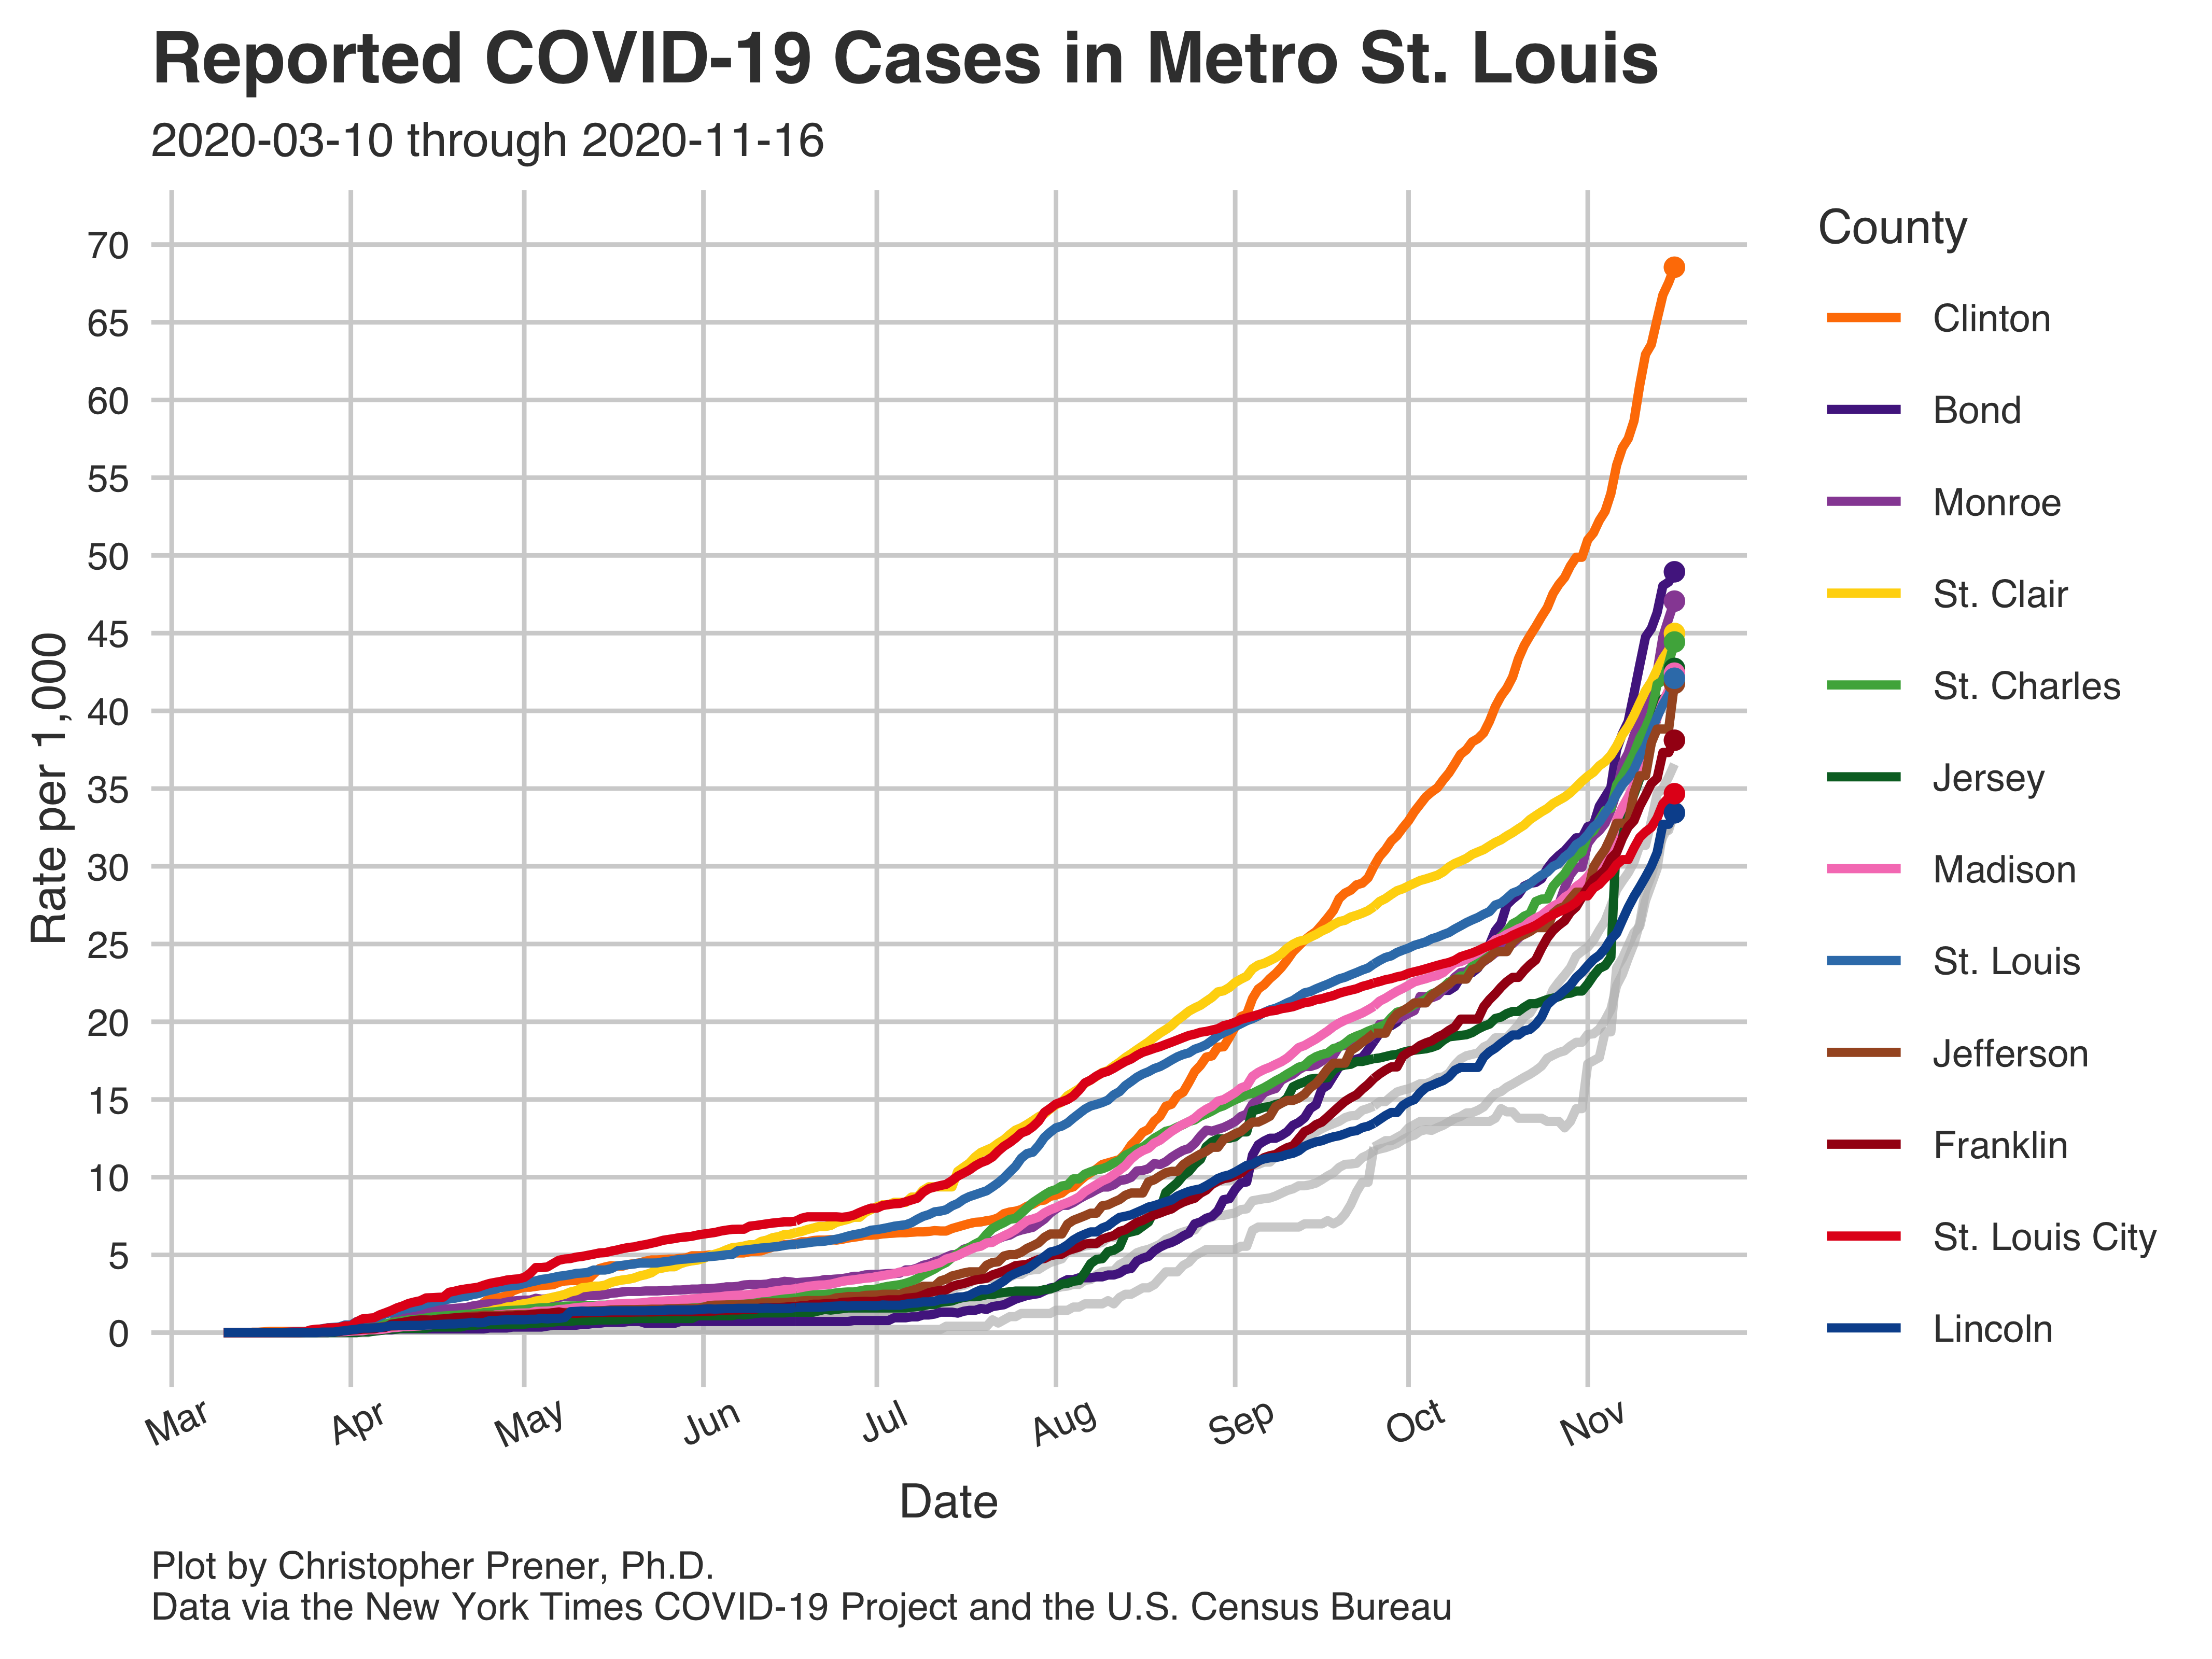 Reported COVID-19 Cases in Metro St. Louis
2020-03-10 through 2020-11-16
Rate per 1,000
70
65
60
55
50
45
40
35
30
25
20
15
10
5
0
Mar
Apr
May
Jun
Jul
Aug
Sep
Oct
Nov
Date
County
Clinton
Bond
Monroe
St. Clair
St. Charles
Jersey
Madison
St. Louis
Jefferson
Franklin
St. Louis City
Lincoln
Plot by Christopher Prener, Ph.D.
Data via the New York Times COVID-19 Project and the U.S. Census Bureau